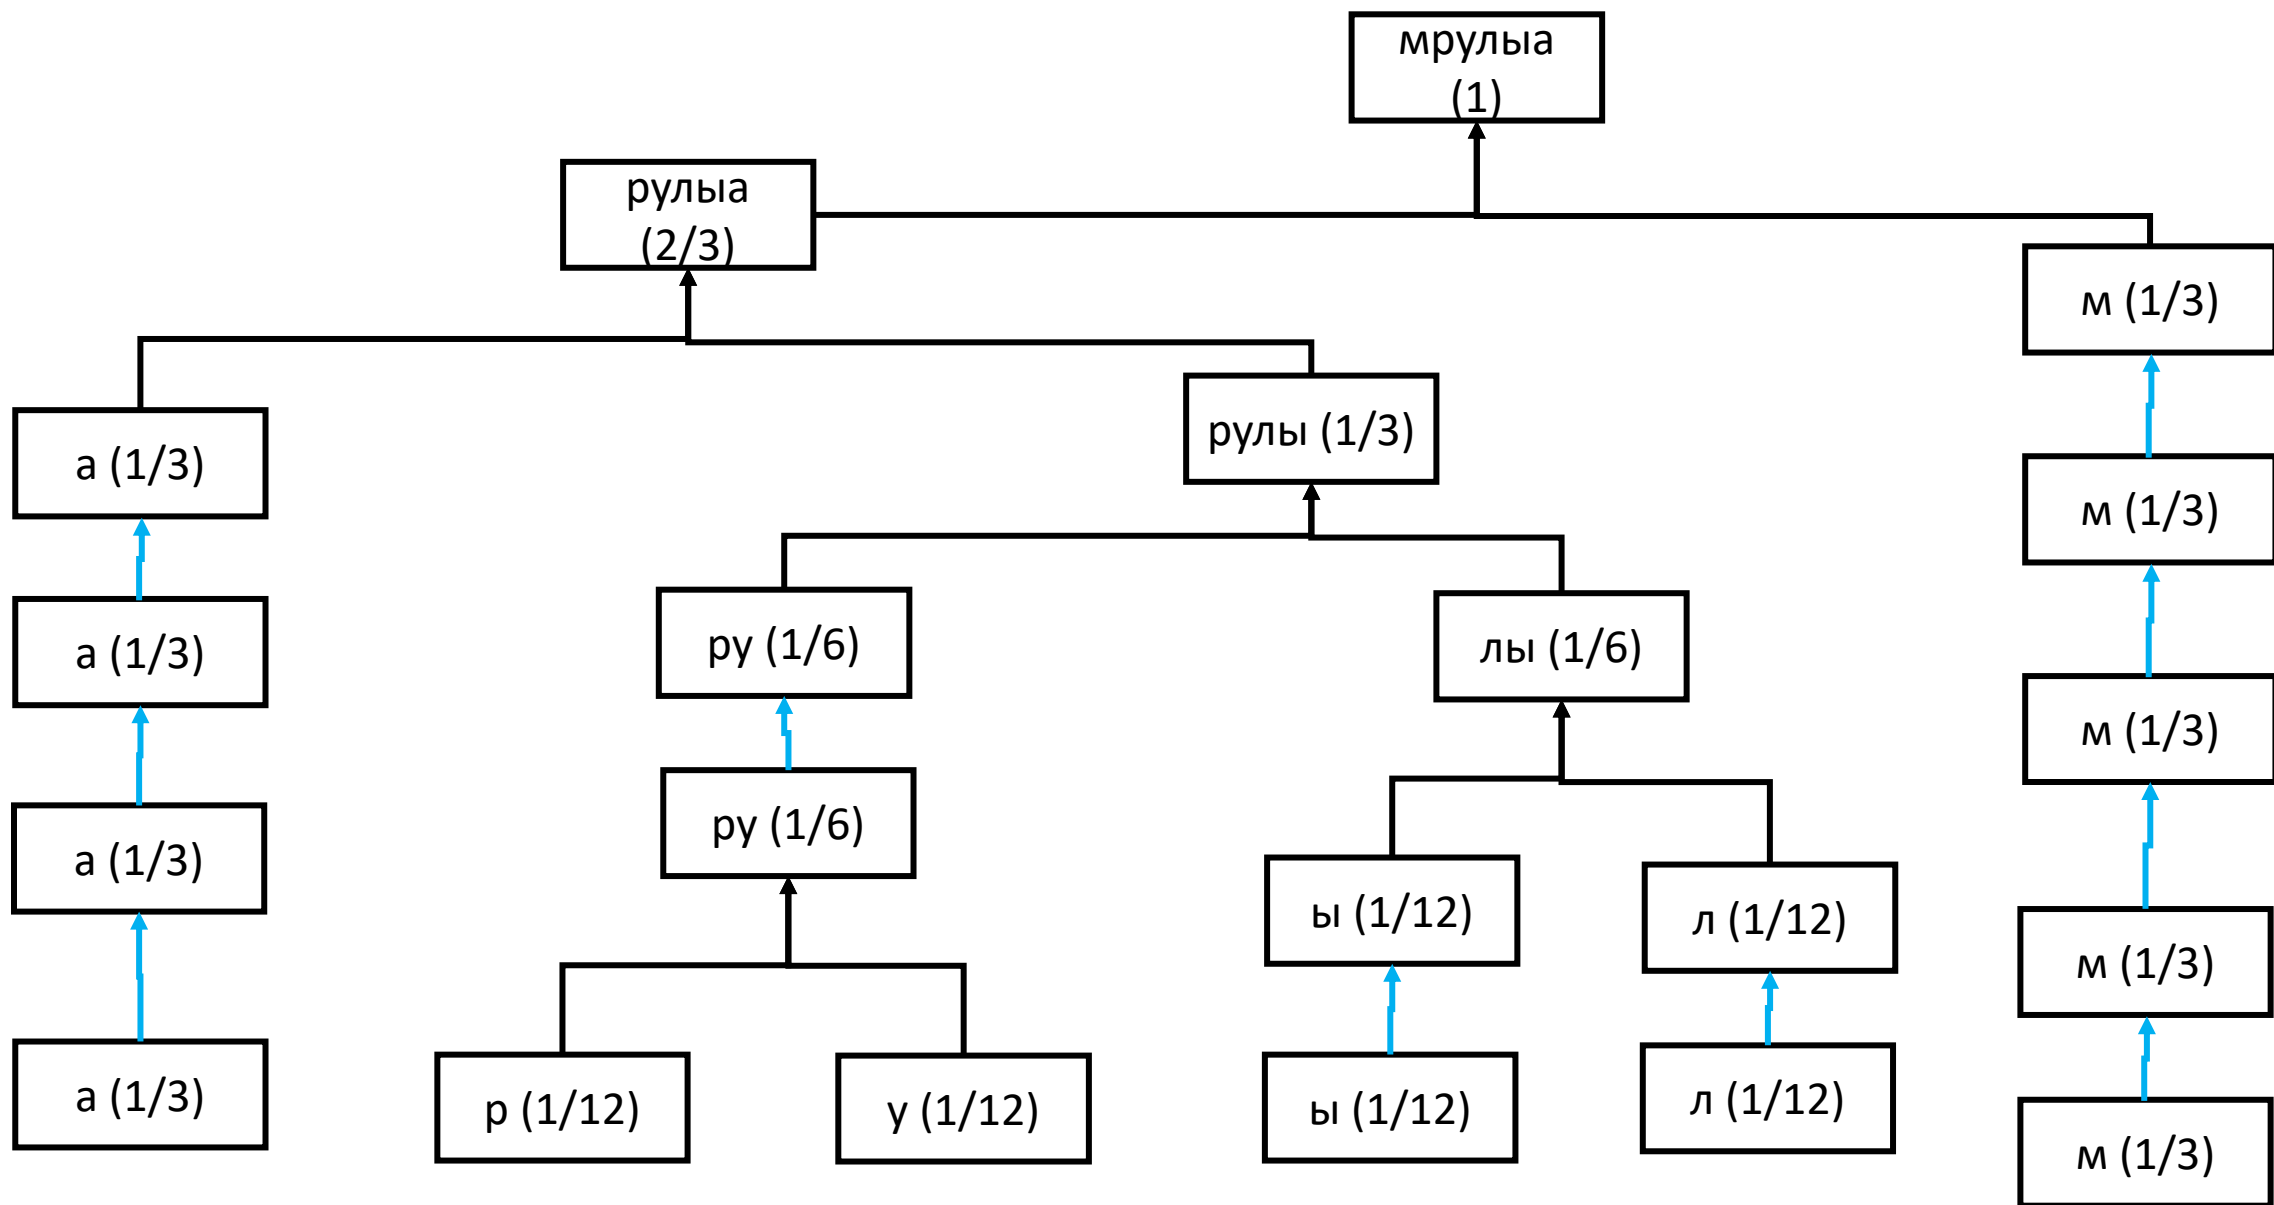 мрулыа
(1)
рулыа
(2/3)
м (1/3)
рулы (1/3)
а (1/3)
м (1/3)
ру (1/6)
лы (1/6)
а (1/3)
м (1/3)
ру (1/6)
а (1/3)
ы (1/12)
л (1/12)
м (1/3)
а (1/3)
р (1/12)
у (1/12)
ы (1/12)
л (1/12)
м (1/3)